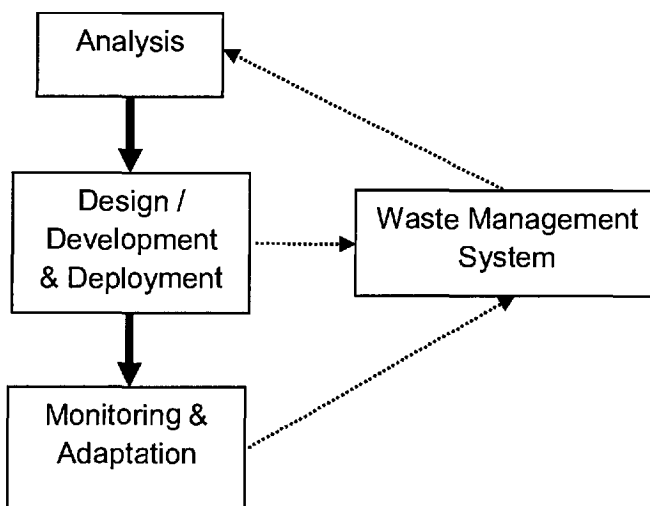 Analysis
Design /
Development
& Deployment
Waste Management
System
Monitoring &
Adaptation